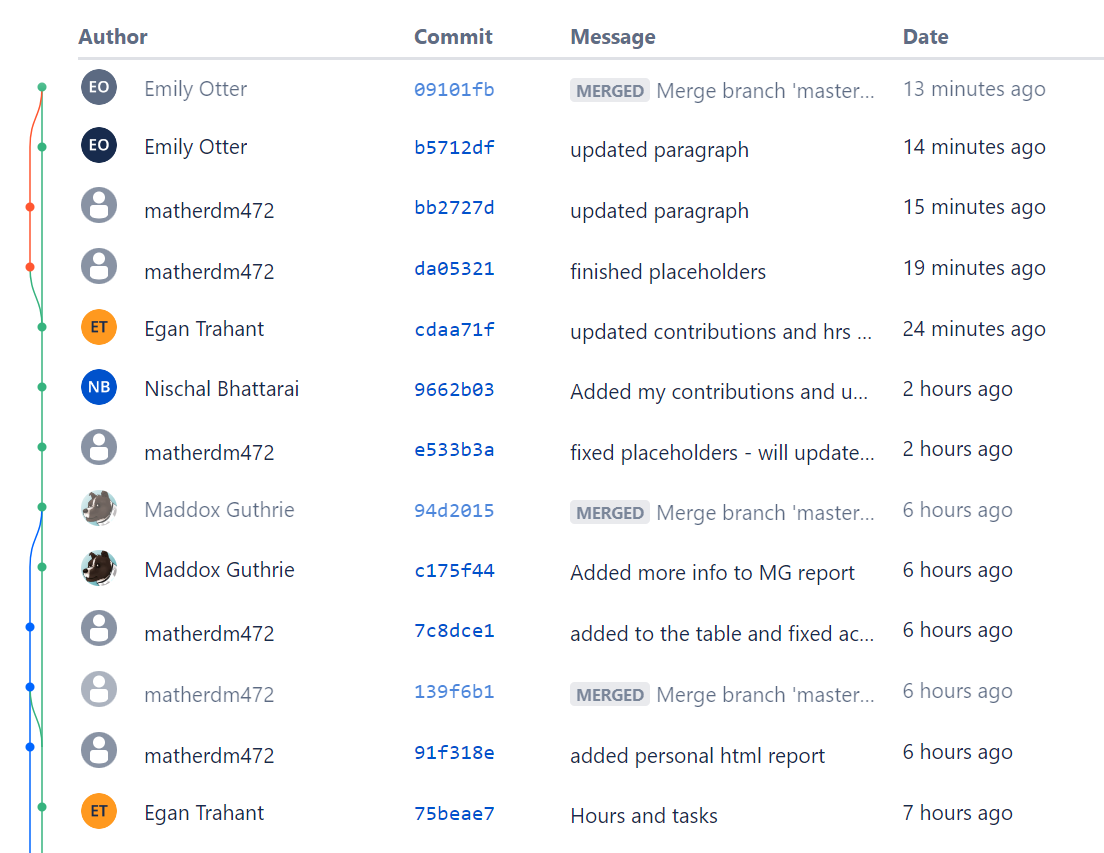 Author Commit Message Date
EO Emily Otter 09101fb MERGED Merge branch 'master... 13 minutes ago
EO Emily Otter b5712df updated paragraph 14 minutes ago
matherdm472 bb2727d updated paragraph 15 minutes ago
matherdm472 da05321 finished placeholders 19 minutes ago
ET Egan Trahant cdaa71f updated contributions and hrs ... 24 minutes ago
NB Nischal Bhattarai 9662b03 Added my contributions and u... 2 hours ago
matherdm472 e533b3a fixed placeholders - will update... 2 hours ago
Maddox Guthrie 94d2015 MERGED Merge branch 'master... 6 hours ago
Maddox Guthrie c175f44 Added more info to MG report 6 hours ago
matherdm472 7c8dce1 added to the table and fixed ac... 6 hours ago
matherdm472 139f6b1 MERGED Merge branch 'master... 6 hours ago
matherdm472 91f318e added personal html report 6 hours ago
ET Egan Trahant 75beae7 Hours and tasks 7 hours ago